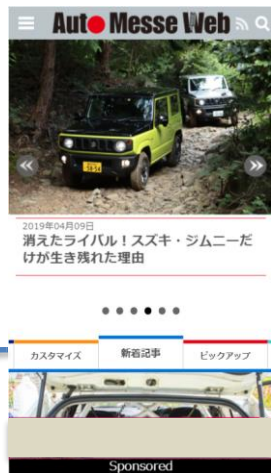 Auto Messe Web
2019年04月09日
消えたライバル！スズキ・ジムニーだ
けが生き残れた理由
カスタマイズ
新着記事
ピックアップ
Sponsored